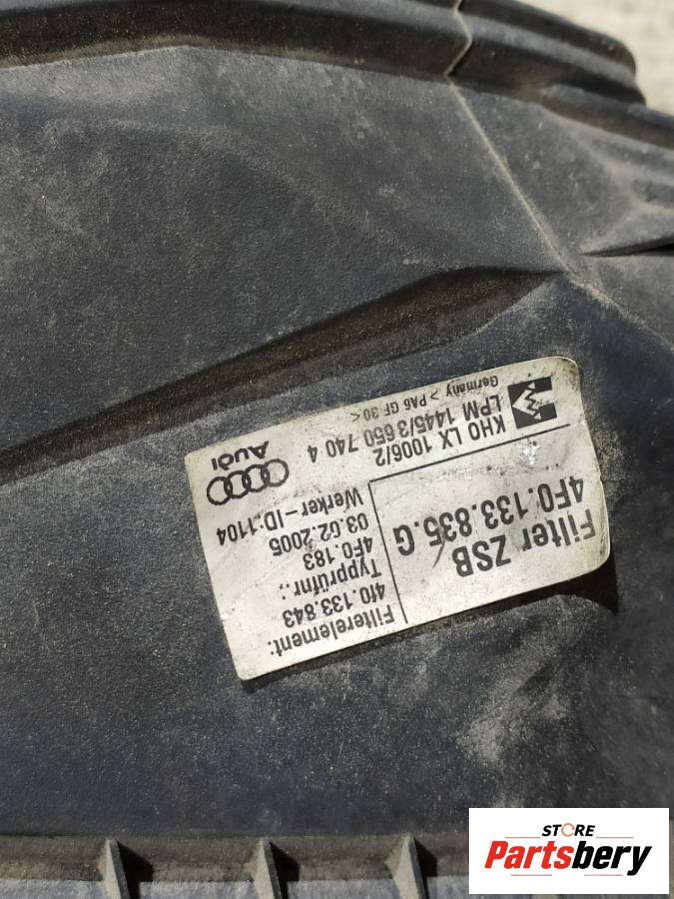 Filter ZSB
4F0.133.835.G
Filterelement:
4f0.133.843
Typprüfnr.:
4F0.183
03.02.2005
Werker-ID:1104
KHO LX 1006/2
LPM 1445/3 650 740 4
Germany > PA6 GF 30 <
Audi
STORE
Partsbery